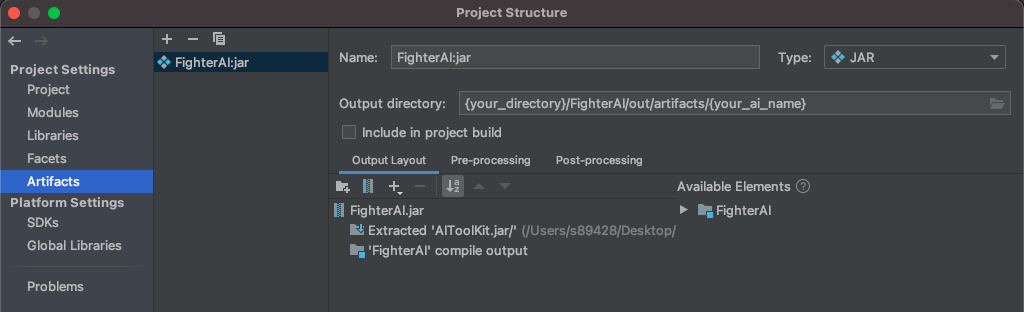 Project Structure
Project Settings
Project
Modules
Libraries
Facets
Artifacts
Platform Settings
SDKs
Global Libraries
Problems
FighterAI:jar
Name: FighterAI:jar Type: JAR
Output directory: {your_directory}/FighterAI/out/artifacts/{your_ai_name}
Include in project build
Output Layout Pre-processing Post-processing
Available Elements ?
FighterAI.jar
Extracted 'AIToolKit.jar/' (/Users/s89428/Desktop/
'FighterAI' compile output
FighterAI